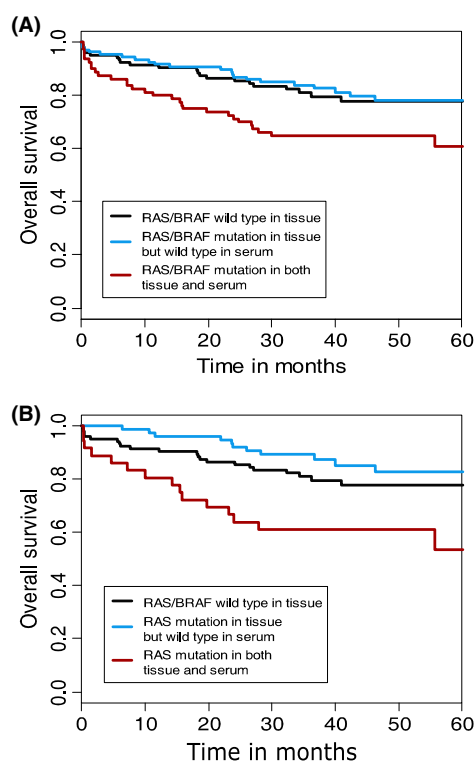 (A)
Overall survival
1.0
0.8
0.6
0.4
0.2
0.0
RAS/BRAF wild type in tissue
RAS/BRAF mutation in tissue
but wild type in serum
RAS/BRAF mutation in both
tissue and serum
0 10 20 30 40 50 60
Time in months
(B)
Overall survival
1.0
0.8
0.6
0.4
0.2
0.0
RAS/BRAF wild type in tissue
RAS mutation in tissue
but wild type in serum
RAS mutation in both
tissue and serum
0 10 20 30 40 50 60
Time in months